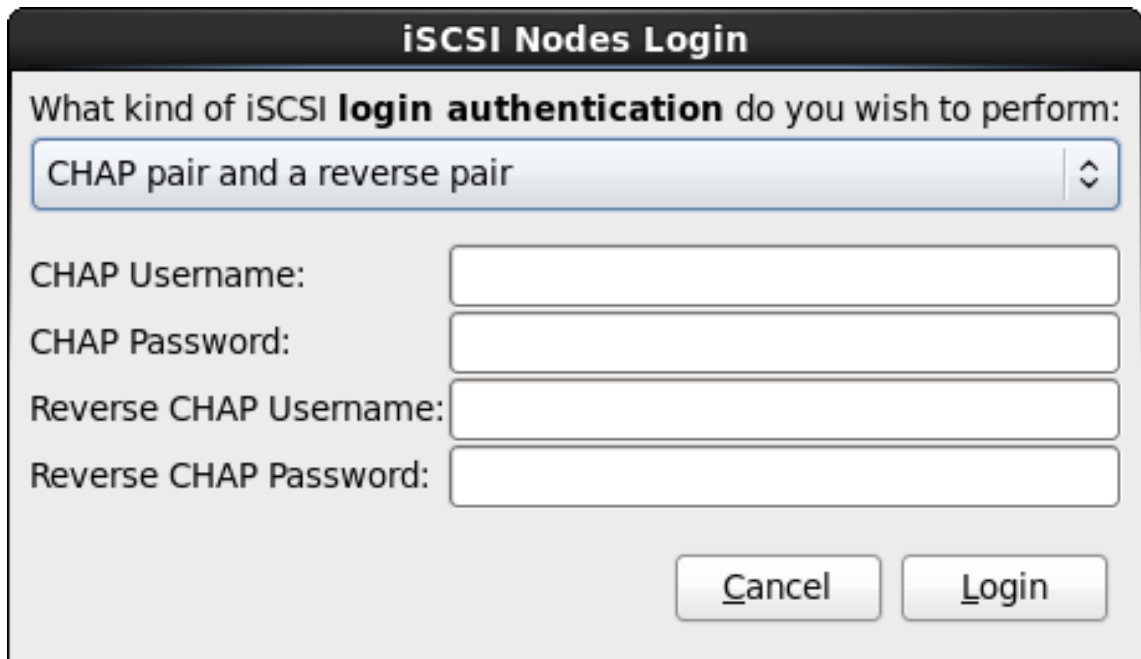 iSCSI Nodes Login
What kind of iSCSI login authentication do you wish to perform:
CHAP pair and a reverse pair
CHAP Username:
CHAP Password:
Reverse CHAP Username:
Reverse CHAP Password:
Cancel Login